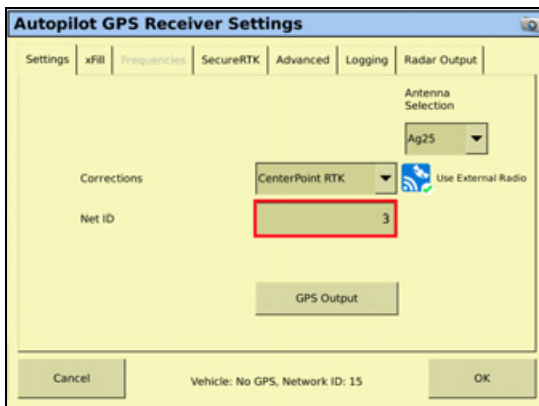 Autopilot GPS Receiver Settings
Settings xFill Frequencies SecureRTK Advanced Logging Radar Output
Antenna
Selection
Ag25
Corrections CenterPoint RTK Use External Radio
Net ID 3
GPS Output
Cancel Vehicle: No GPS, Network ID: 15 OK